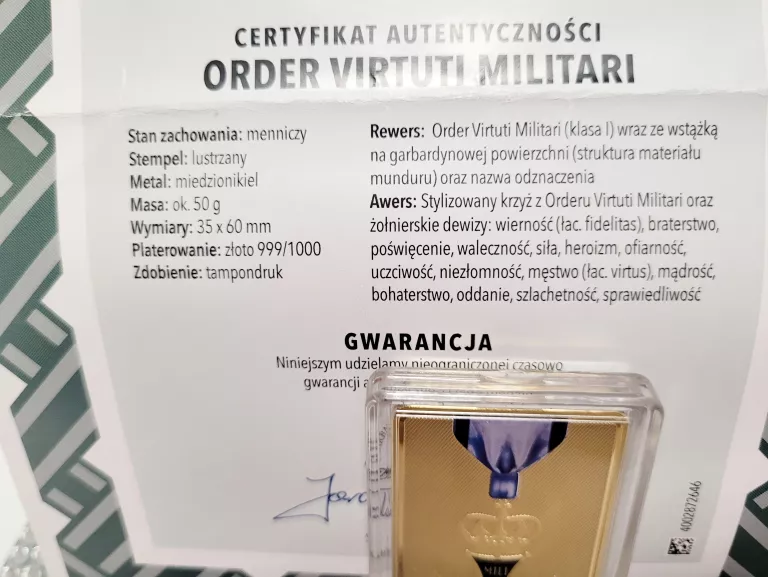 CERTYFIKAT AUTENTYCZNOŚCI
ORDER VIRTUTI MILITARI
Stan zachowania: menniczy
Stempel: lustrzany
Metal: miedzionikiel
Masa: ok. 50 g
Wymiary: 35 x 60 mm
Platerowanie: złoto 999/1000
Zdobienie: tampondruk
Rewers: Order Virtuti Militari (klasa I) wraz ze wstążką
na garbardynowej powierzchni (struktura materiału
munduru) oraz nazwa odznaczenia
Awers: Stylizowany krzyż z Orderu Virtuti Militari oraz
żołnierskie dewizy: wierność (łac. fidelitas), braterstwo,
poświęcenie, waleczność, siła, heroizm, ofiarność,
uczciwość, niezłomność, męstwo (łac. virtus), mądrość,
bohaterstwo, oddanie, szlachetność, sprawiedliwość
GWARANCJA
Niniejszym udzielamy nieograniczonej czasowo
gwarancji a
4002872646
MILI